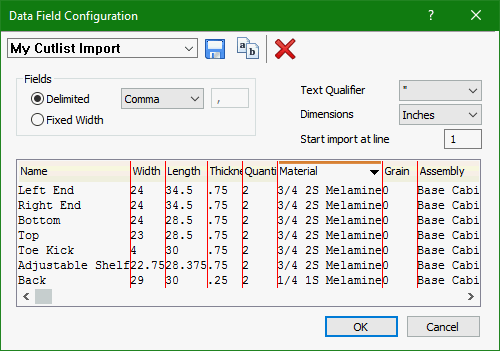 Data Field Configuration ?
My Cutlist Import
a b
Fields
Delimited Comma ,
Fixed Width
Text Qualifier "
Dimensions Inches
Start import at line 1
Name Width Length Thickne Quanti Material Grain Assembly
Left End 24 34.5 .75 2 3/4 2S Melamine 0 Base Cabi
Right End 24 34.5 .75 2 3/4 2S Melamine 0 Base Cabi
Bottom 24 28.5 .75 2 3/4 2S Melamine 0 Base Cabi
Top 23 28.5 .75 2 3/4 2S Melamine 0 Base Cabi
Toe Kick 4 30 .75 2 3/4 2S Melamine 0 Base Cabi
Adjustable Shelf 22.75 28.375 .75 2 3/4 2S Melamine 0 Base Cabi
Back 29 30 .25 2 1/4 1S Melamine 0 Base Cabi
OK Cancel